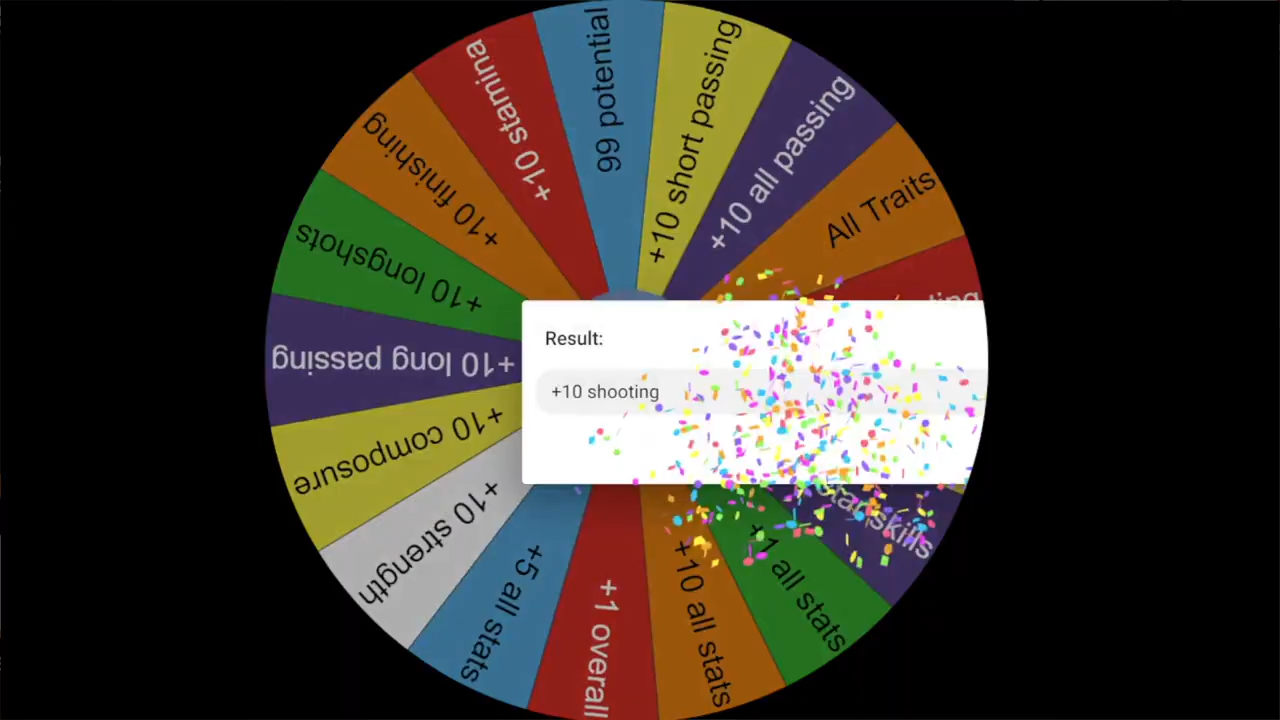 99 potential
+10 short passing
+10 all passing
All Traits
Result:
+10 shooting
skills
+1 all stats
+10 all stats
+1 overall
+5 all stats
+10 strength
+10 composure
+10 long passing
+10 longshots
+10 finishing
+10 stamina